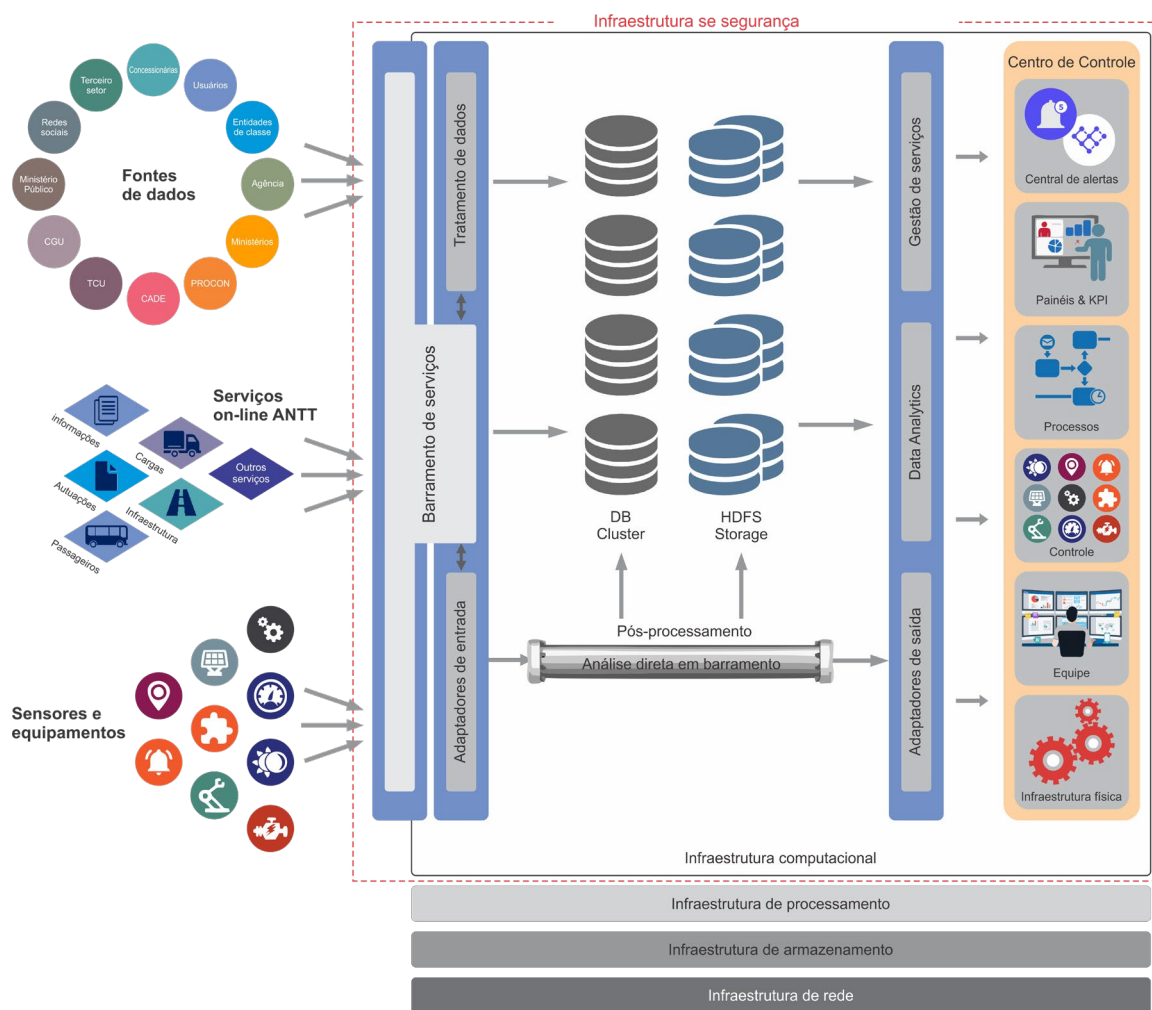 Infraestrutura se segurança
Concessionárias
Usuários
Entidades
de classe
Agência
Ministérios
PROCON
CADE
TCU
CGU
Ministério
Público
Redes
sociais
Terceiro
setor
Fontes
de dados
Serviços
on-line ANTT
informações
Cargas
Outros
serviços
Autuações
Infraestrutura
Passageiros
Sensores e
equipamentos
Tratamento de dados
Barramento de serviços
Adaptadores de entrada
DB
Cluster
HDFS
Storage
Pós-processamento
Análise direta em barramento
Gestão de serviços
Data Analytics
Adaptadores de saída
Centro de Controle
5
Central de alertas
Painéis & KPI
Processos
Controle
Equipe
Infraestrutura física
Infraestrutura computacional
Infraestrutura de processamento
Infraestrutura de armazenamento
Infraestrutura de rede